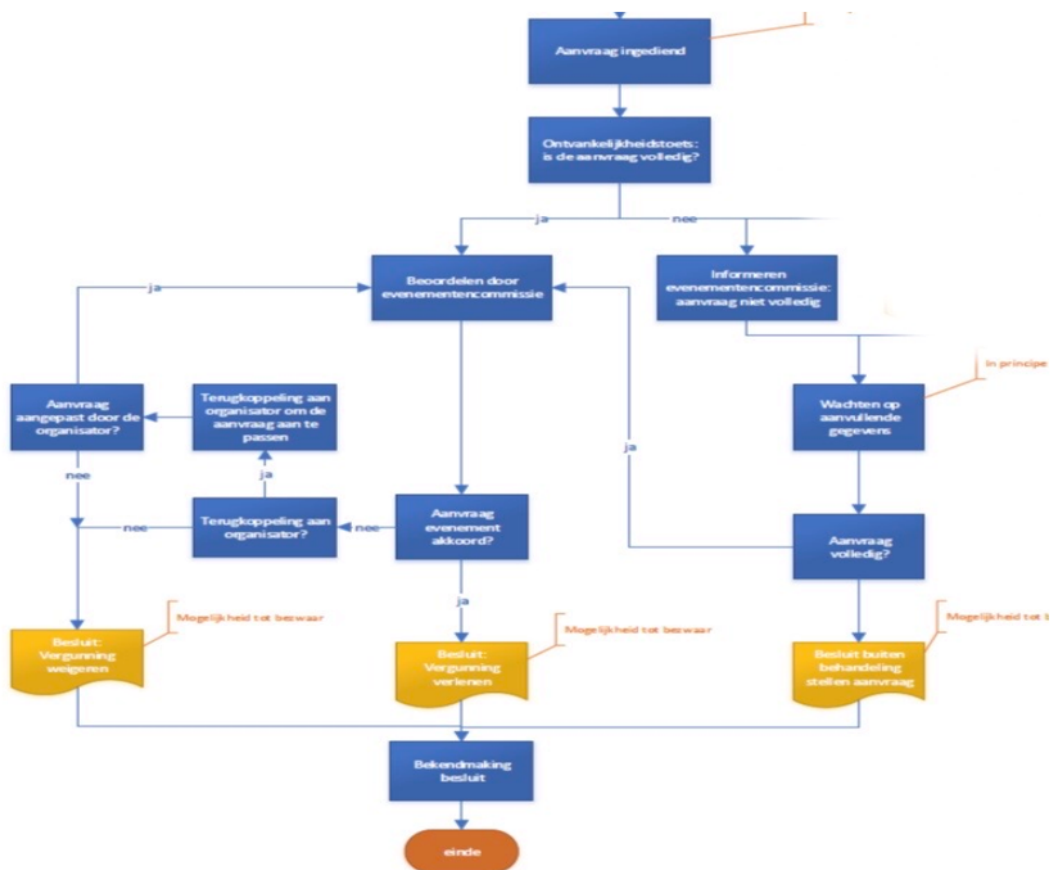 Aanvraag ingediend
Ontvankelijkheidstoets:
is de aanvraag volledig?
ja
nee
Beoordelen door
evenementencommissie
Informeren
evenementencommissie:
aanvraag niet volledig
ja
In principe
Aanvraag
aangepast door de
organisator?
Terugkoppeling aan
organisator om de
aanvraag aan te
passen
Wachten op
aanvullende
gegevens
ja
nee
ja
Terugkoppeling aan
organisator?
nee
nee
Aanvraag
evenement
akkoord?
Aanvraag
volledig?
ja
Mogelijkheid tot bezwaar
Mogelijkheid tot bezwaar
Mogelijkheid tot b
Besluit:
Vergunning
weigeren
Besluit:
Vergunning
verlenen
Besluit buiten
behandeling
stellen aanvraag
Bekendmaking
besluit
einde